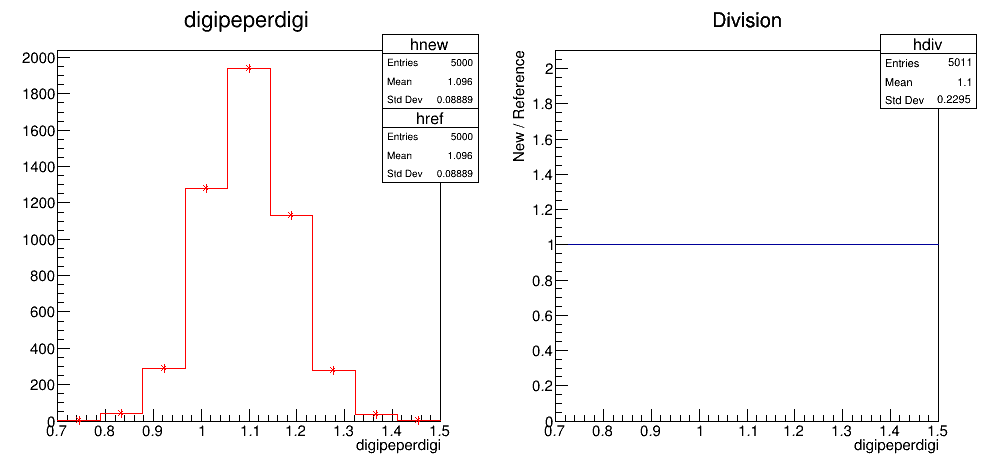 digipeperdigi
hnew
Entries 5000
Mean 1.096
Std Dev 0.08889
href
Entries 5000
Mean 1.096
Std Dev 0.08889
2000
1800
1600
1400
1200
1000
800
600
400
200
0
0.7 0.8 0.9 1 1.1 1.2 1.3 1.4 1.5
digipeperdigi
Division
hdiv
Entries 5011
Mean 1.1
Std Dev 0.2295
New / Reference
2
1.8
1.6
1.4
1.2
1
0.8
0.6
0.4
0.2
0
0.7 0.8 0.9 1 1.1 1.2 1.3 1.4 1.5
digipeperdigi